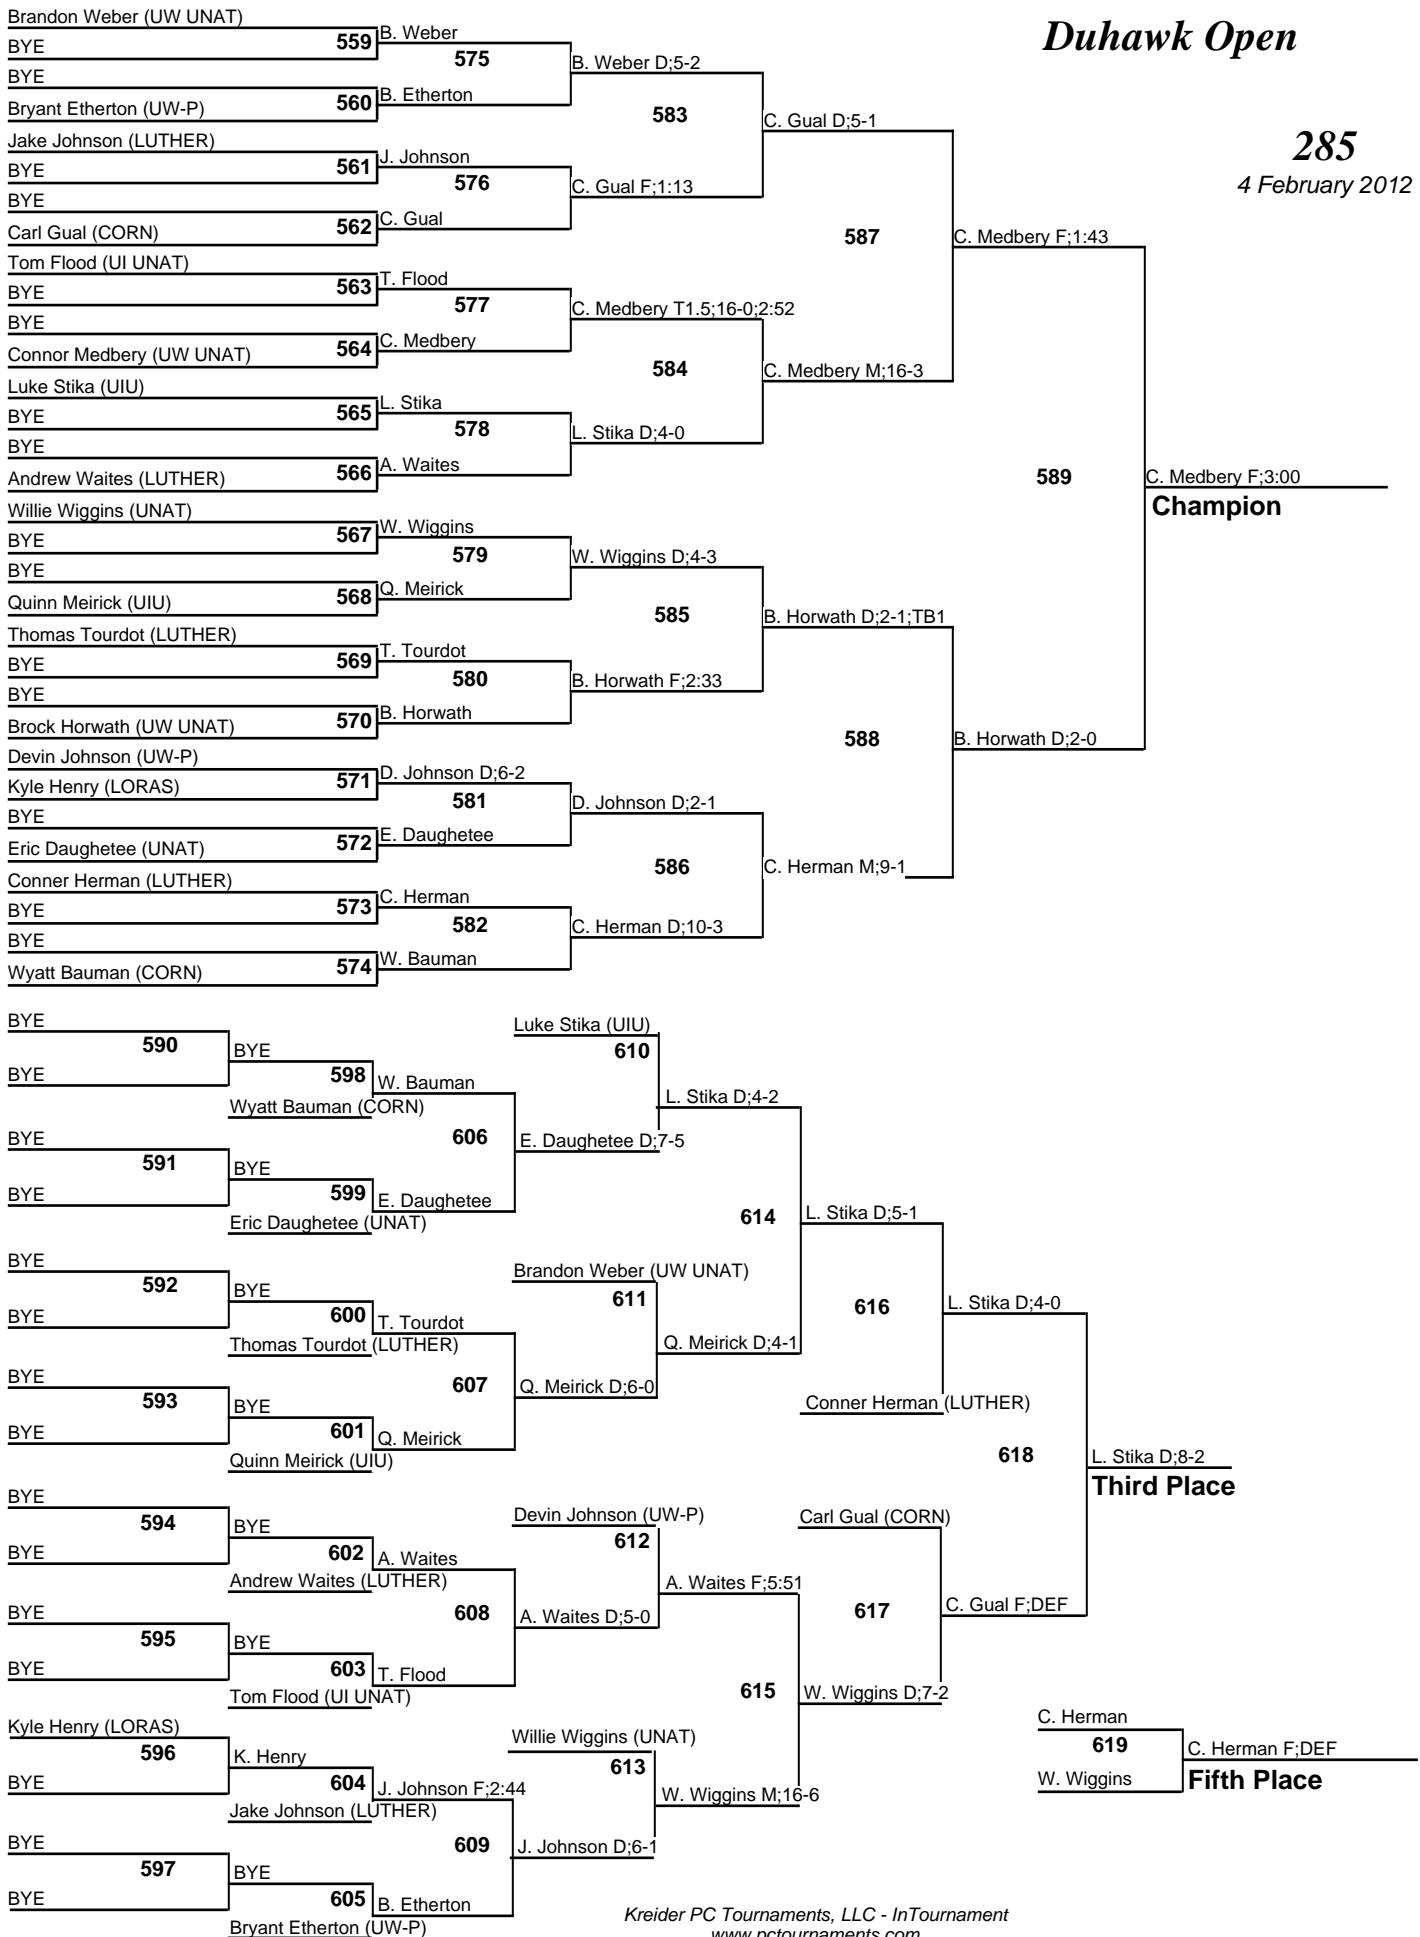 Duhawk Open
285
4 February 2012
Brandon Weber (UW UNAT)
BYE
559
B. Weber
575
BYE
Bryant Etherton (UW-P)
560
B. Etherton
B. Weber D;5-2
583
Jake Johnson (LUTHER)
BYE
561
J. Johnson
576
BYE
Carl Gual (CORN)
562
C. Gual
C. Gual F;1:13
C. Gual D;5-1
587
Tom Flood (UI UNAT)
BYE
563
T. Flood
577
BYE
Connor Medbery (UW UNAT)
564
C. Medbery
C. Medbery T1.5;16-0;2:52
584
Luke Stika (UIU)
BYE
565
L. Stika
578
BYE
Andrew Waites (LUTHER)
566
A. Waites
L. Stika D;4-0
C. Medbery M;16-3
C. Medbery F;1:43
589
C. Medbery F;3:00
Champion
Willie Wiggins (UNAT)
BYE
567
W. Wiggins
579
BYE
Quinn Meirick (UIU)
568
Q. Meirick
W. Wiggins D;4-3
585
Thomas Tourdot (LUTHER)
BYE
569
T. Tourdot
580
BYE
Brock Horwath (UW UNAT)
570
B. Horwath
B. Horwath F;2:33
B. Horwath D;2-1;TB1
588
B. Horwath D;2-0
Devin Johnson (UW-P)
Kyle Henry (LORAS)
571
D. Johnson D;6-2
581
BYE
Eric Daughetee (UNAT)
572
E. Daughetee
D. Johnson D;2-1
586
Conner Herman (LUTHER)
BYE
573
C. Herman
582
BYE
Wyatt Bauman (CORN)
574
W. Bauman
C. Herman D;10-3
C. Herman M;9-1
BYE
590
BYE
BYE
598
Wyatt Bauman (CORN)
W. Bauman
606
BYE
591
BYE
BYE
599
Eric Daughetee (UNAT)
E. Daughetee
E. Daughetee D;7-5
Luke Stika (UIU)
610
L. Stika D;4-2
614
BYE
592
BYE
BYE
600
Thomas Tourdot (LUTHER)
T. Tourdot
607
BYE
593
BYE
BYE
601
Quinn Meirick (UIU)
Q. Meirick
Q. Meirick D;6-0
Brandon Weber (UW UNAT)
611
Q. Meirick D;4-1
L. Stika D;5-1
616
Conner Herman (LUTHER)
L. Stika D;4-0
618
L. Stika D;8-2
Third Place
BYE
594
BYE
BYE
602
Andrew Waites (LUTHER)
A. Waites
608
BYE
595
BYE
BYE
603
Tom Flood (UI UNAT)
T. Flood
A. Waites D;5-0
Devin Johnson (UW-P)
612
A. Waites F;5:51
615
Kyle Henry (LORAS)
596
BYE
K. Henry
604
Jake Johnson (LUTHER)
J. Johnson F;2:44
609
BYE
597
BYE
BYE
605
Bryant Etherton (UW-P)
B. Etherton
J. Johnson D;6-1
Willie Wiggins (UNAT)
613
W. Wiggins M;16-6
W. Wiggins D;7-2
617
Carl Gual (CORN)
C. Gual F;DEF
C. Herman
619
W. Wiggins
C. Herman F;DEF
Fifth Place
Kreider PC Tournaments, LLC - InTournament
www.pctournaments.com